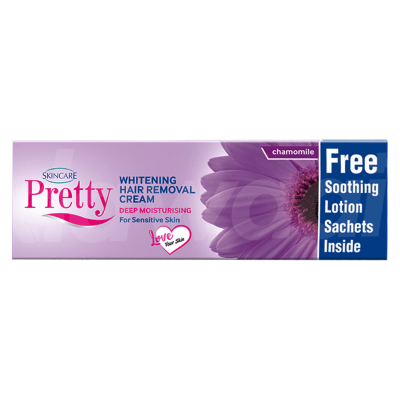 SKINCARE
Pretty
WHITENING
HAIR REMOVAL
CREAM
DEEP MOISTURISING
For Sensitive Skin
Love
Your Skin
chamomile
Free
Soothing
Lotion
Sachets
Inside